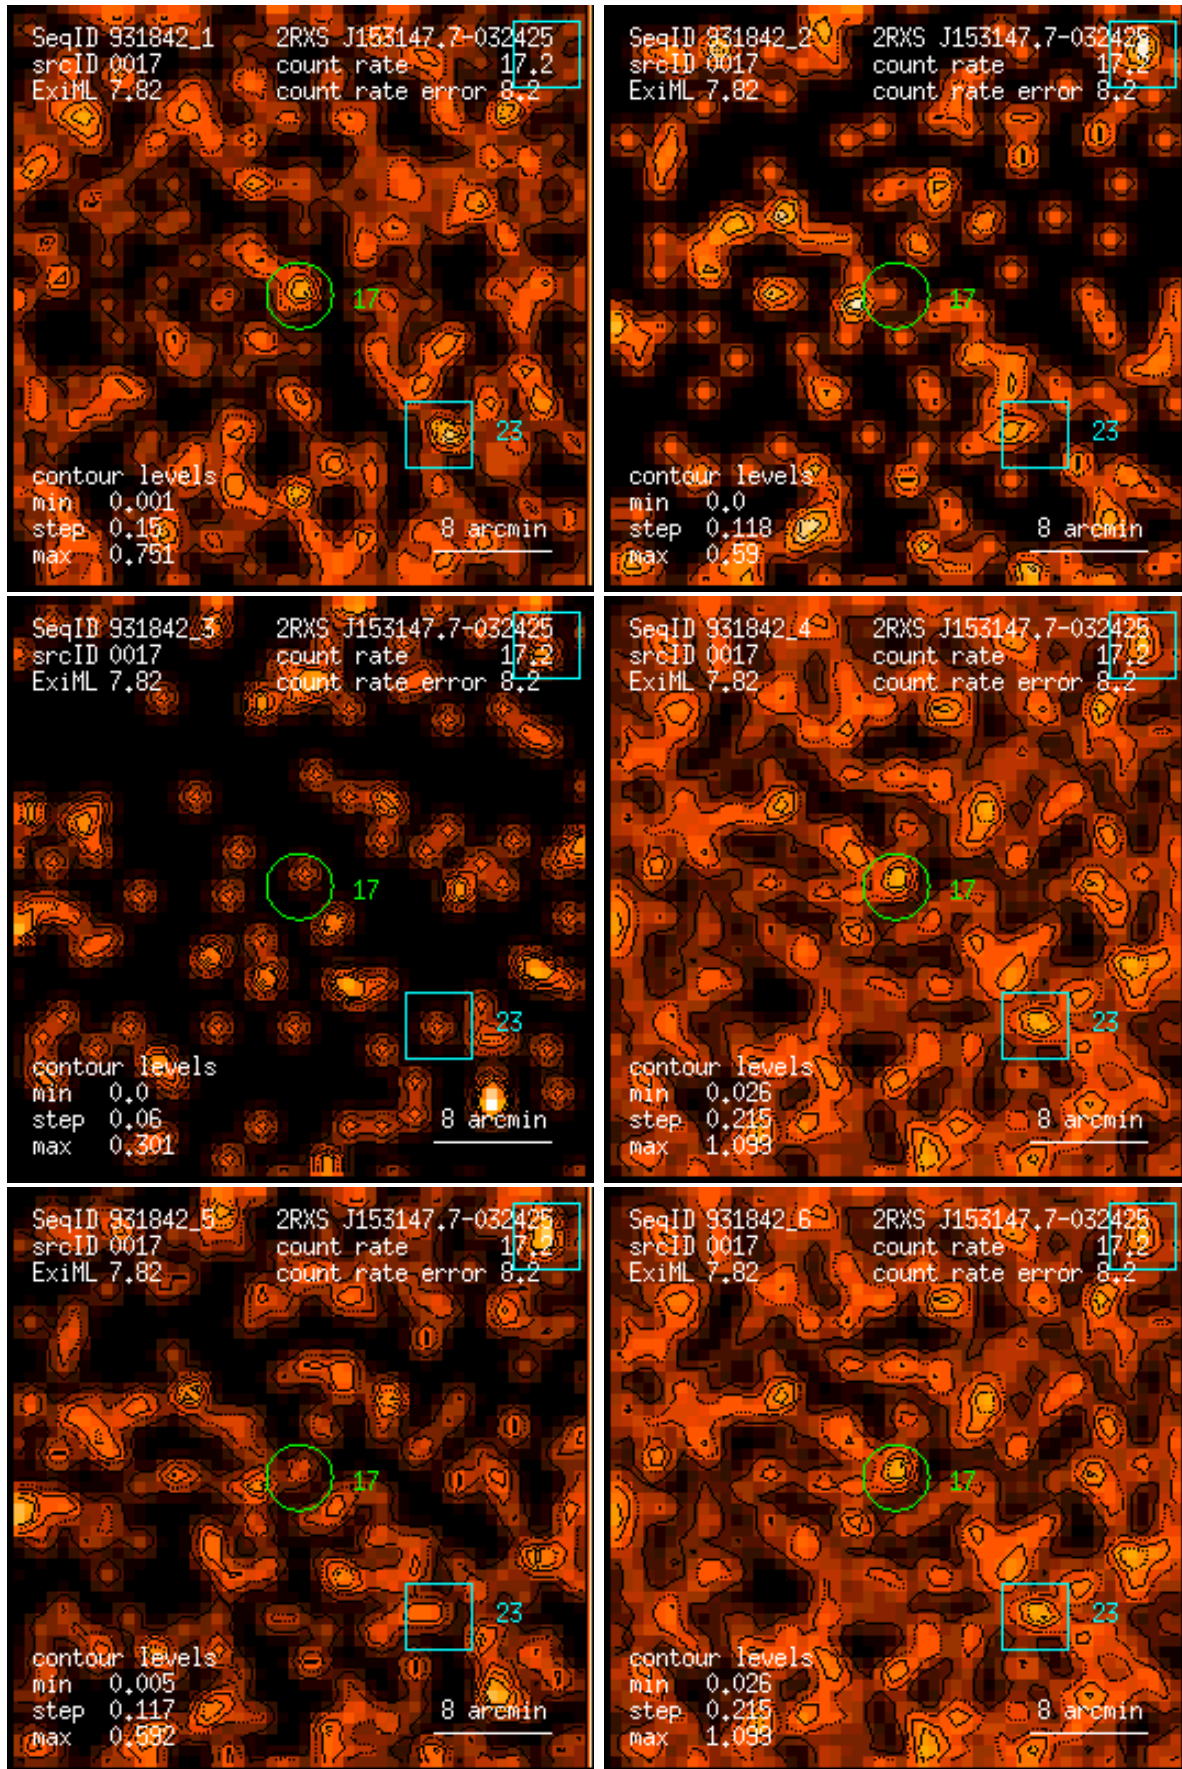 SeqID 931842_1 2RXS J153147.7-032425
srcID 0017 count rate 17.2
ExiML 7.82 count rate error 8.2
17
23
contour levels
min 0.001
step 0.15
max 0.751
8 arcmin
SeqID 931842_2 2RXS J153147.7-032425
srcID 0017 count rate 17.2
ExiML 7.82 count rate error 8.2
17
23
contour levels
min 0.0
step 0.118
max 0.59
8 arcmin
SeqID 931842_3 2RXS J153147.7-032425
srcID 0017 count rate 17.2
ExiML 7.82 count rate error 8.2
17
23
contour levels
min 0.0
step 0.06
max 0.301
8 arcmin
SeqID 931842_4 2RXS J153147.7-032425
srcID 0017 count rate 17.2
ExiML 7.82 count rate error 8.2
17
23
contour levels
min 0.026
step 0.215
max 1.099
8 arcmin
SeqID 931842_5 2RXS J153147.7-032425
srcID 0017 count rate 17.2
ExiML 7.82 count rate error 8.2
17
23
contour levels
min 0.005
step 0.117
max 0.592
8 arcmin
SeqID 931842_6 2RXS J153147.7-032425
srcID 0017 count rate 17.2
ExiML 7.82 count rate error 8.2
17
23
contour levels
min 0.026
step 0.215
max 1.099
8 arcmin